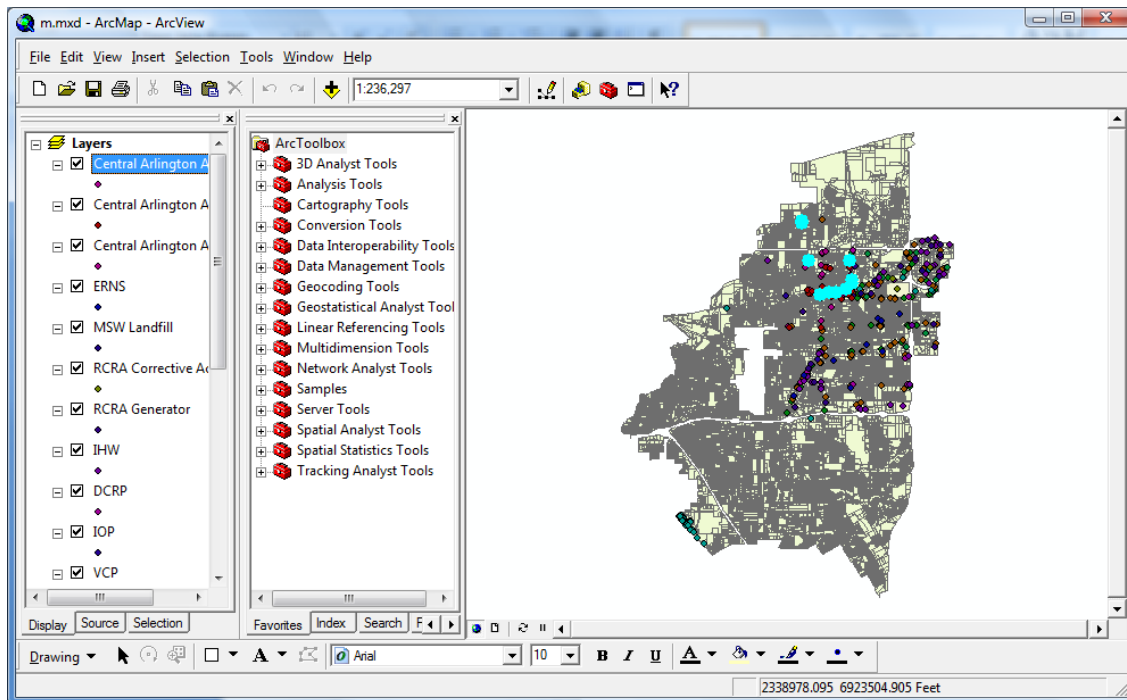 m.mxd - ArcMap - ArcView
File Edit View Insert Selection Tools Window Help
1:236,297
Layers
Central Arlington A
Central Arlington A
Central Arlington A
ERNS
MSW Landfill
RCRA Corrective Ac
RCRA Generator
IHW
DCRP
IOP
VCP
Display Source Selection
ArcToolbox
3D Analyst Tools
Analysis Tools
Cartography Tools
Conversion Tools
Data Interoperability Tools
Data Management Tools
Geocoding Tools
Geostatistical Analyst Tool
Linear Referencing Tools
Multidimension Tools
Network Analyst Tools
Samples
Server Tools
Spatial Analyst Tools
Spatial Statistics Tools
Tracking Analyst Tools
Favorites Index Search
Drawing A Arial 10 B I U A
2338978.095 6923504.905 Feet